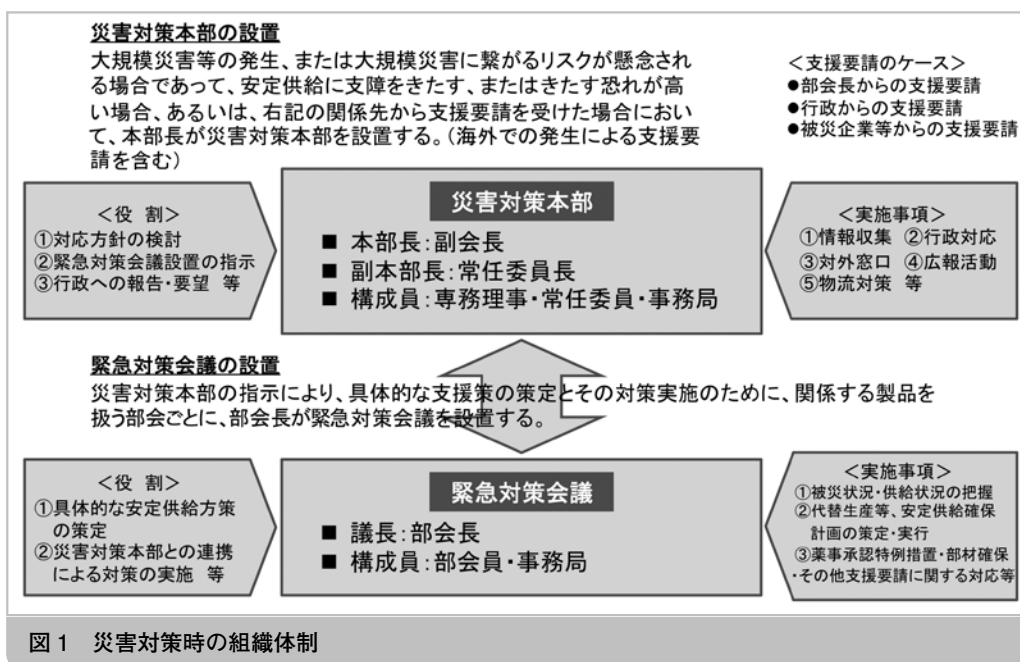 災害対策本部の設置
大規模災害等の発生、または大規模災害に繋がるリスクが懸念され
る場合であって、安定供給に支障をきたす、またはきたす恐れが高
い場合、あるいは、右記の関係先から支援要請を受けた場合におい
て、本部長が災害対策本部を設置する。(海外での発生による支援要
請を含む)
<支援要請のケース>
●部会長からの支援要請
●行政からの支援要請
●被災企業等からの支援要請
<役 割>
①対応方針の検討
②緊急対策会議設置の指示
③行政への報告・要望 等
災害対策本部
■ 本部長:副会長
■ 副本部長:常任委員長
■ 構成員:専務理事・常任委員・事務局
<実施事項>
①情報収集 ②行政対応
③対外窓口 ④広報活動
⑤物流対策 等
緊急対策会議の設置
災害対策本部の指示により、具体的な支援策の策定とその対策実施のために、関係する製品を
扱う部会ごとに、部会長が緊急対策会議を設置する。
<役 割>
①具体的な安定供給方策
の策定
②災害対策本部との連携
による対策の実施 等
緊急対策会議
■ 議長:部会長
■ 構成員:部会員・事務局
<実施事項>
①被災状況・供給状況の把握
②代替生産等、安定供給確保
計画の策定・実行
③薬事承認特例措置・部材確保
・その他支援要請に関する対応等
図1 災害対策時の組織体制